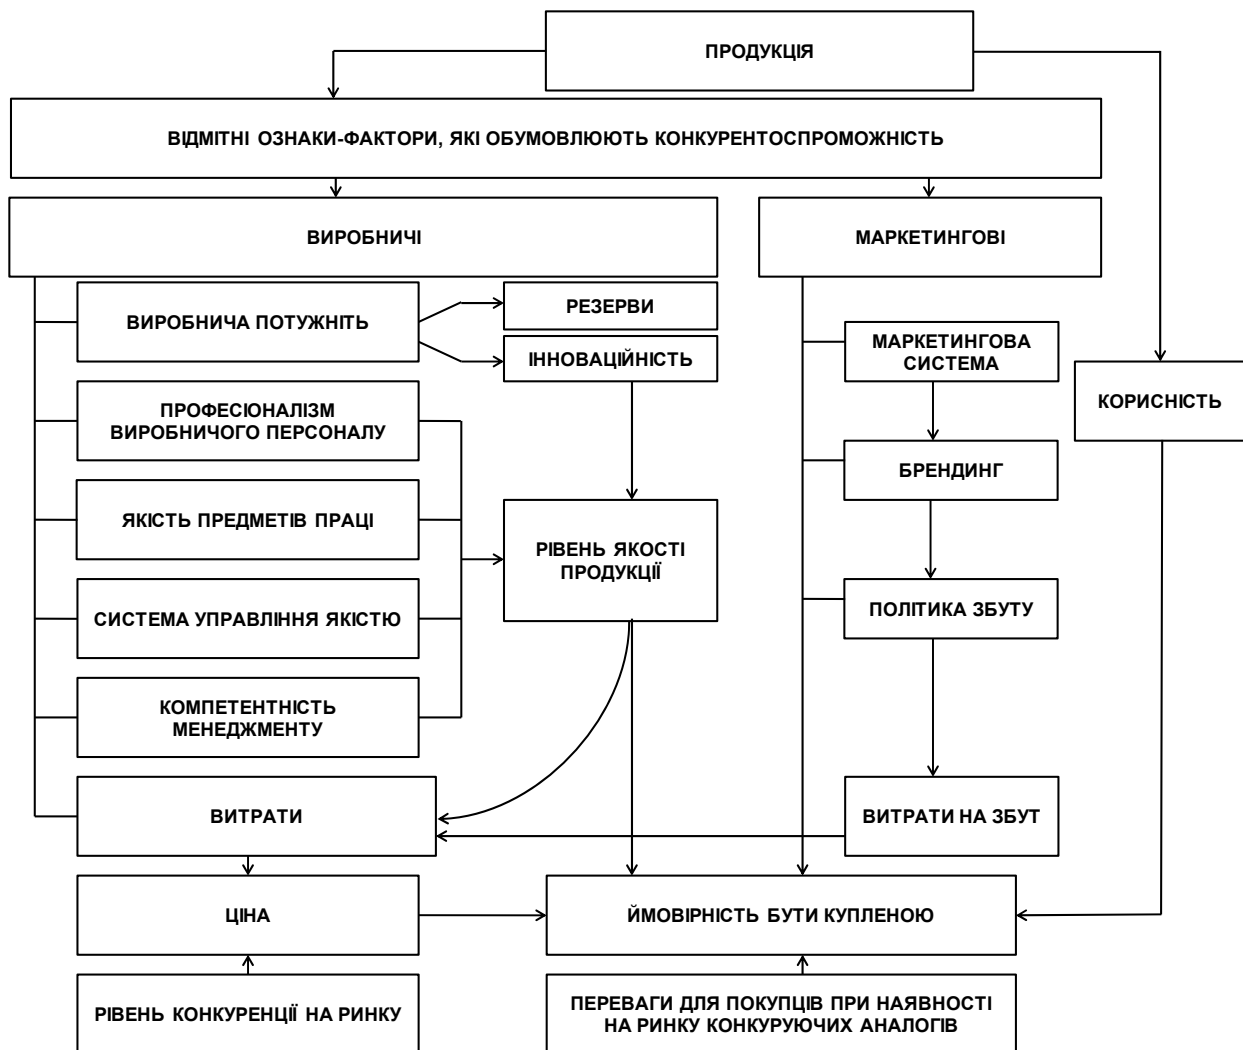 ПРОДУКЦІЯ
ВІДМІТНІ ОЗНАКИ-ФАКТОРИ, ЯКІ ОБУМОВЛЮЮТЬ КОНКУРЕНТОСПРОМОЖНІСТЬ
ВИРОБНИЧІ
МАРКЕТИНГОВІ
ВИРОБНИЧА ПОТУЖНІТЬ
РЕЗЕРВИ
ІННОВАЦІЙНІСТЬ
МАРКЕТИНГОВА
СИСТЕМА
КОРИСНІСТЬ
ПРОФЕСІОНАЛІЗМ
ВИРОБНИЧОГО ПЕРСОНАЛУ
БРЕНДИНГ
ЯКІСТЬ ПРЕДМЕТІВ ПРАЦІ
РІВЕНЬ ЯКОСТІ
ПРОДУКЦІЇ
СИСТЕМА УПРАВЛІННЯ ЯКІСТЮ
ПОЛІТИКА ЗБУТУ
КОМПЕТЕНТНІСТЬ
МЕНЕДЖМЕНТУ
ВИТРАТИ
ВИТРАТИ НА ЗБУТ
ЦІНА
ЙМОВІРНІСТЬ БУТИ КУПЛЕНОЮ
РІВЕНЬ КОНКУРЕНЦІЇ НА РИНКУ
ПЕРЕВАГИ ДЛЯ ПОКУПЦІВ ПРИ НАЯВНОСТІ
НА РИНКУ КОНКУРУЮЧИХ АНАЛОГІВ